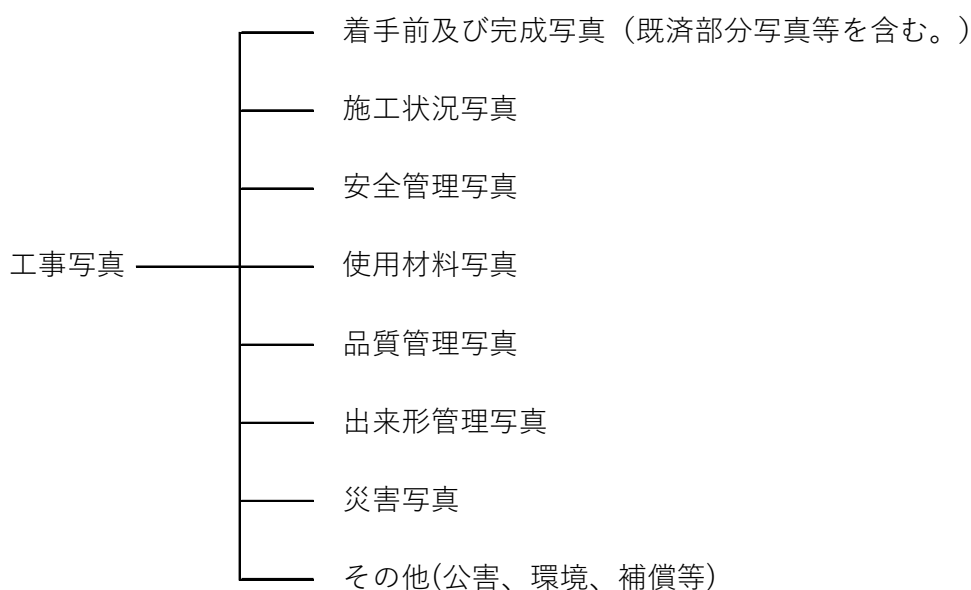 着手前及び完成写真（既済部分写真等を含む。）
施工状況写真
安全管理写真
工事写真
使用材料写真
品質管理写真
出来形管理写真
災害写真
その他(公害、環境、補償等)